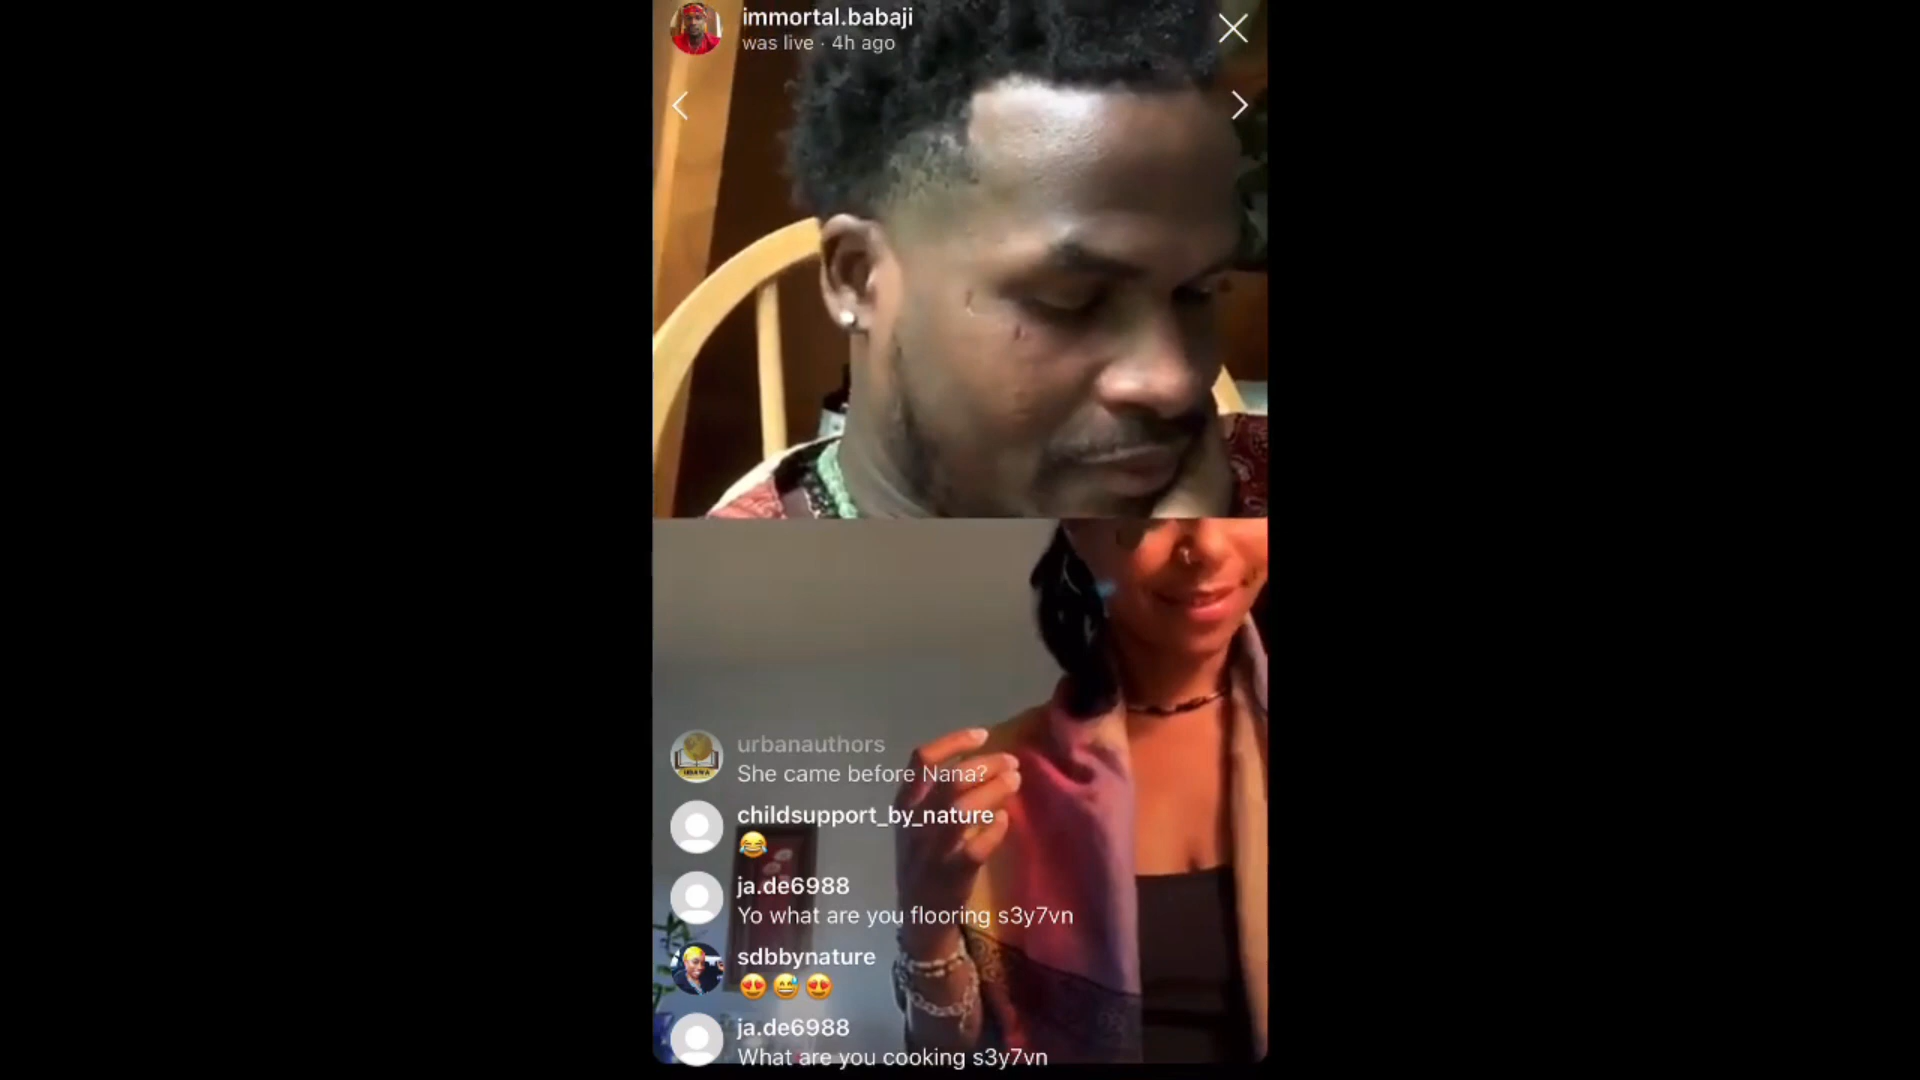 immortal.babaji
was live · 4h ago
urbanauthors
She came before Nana?
childsupport_by_nature
😂
ja.de6988
Yo what are you flooring s3y7vn
sdbbynature
😍😅😍
ja.de6988
What are you cooking s3y7vn